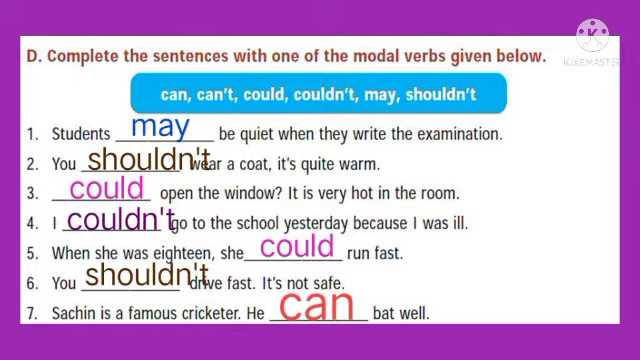 D. Complete the sentences with one of the modal verbs given below.
KINEMASTER
can, can't, could, couldn't, may, shouldn't
1. Students may be quiet when they write the examination.
2. You shouldn't wear a coat, it's quite warm.
3. could open the window? It is very hot in the room.
4. I couldn't go to the school yesterday because I was ill.
5. When she was eighteen, she could run fast.
6. You shouldn't drive fast. It's not safe.
7. Sachin is a famous cricketer. He can bat well.